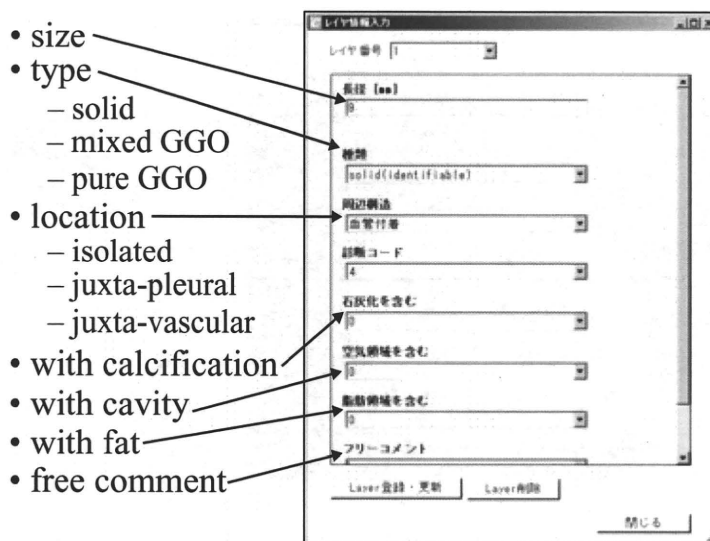 • size
• type
– solid
– mixed GGO
– pure GGO
• location
– isolated
– juxta-pleural
– juxta-vascular
• with calcification
• with cavity
• with fat
• free comment
レイヤ情報入力
レイヤ番号 1
長径 [mm]
9
種類
solid(identifiable)
周辺構造
血管付着
診断コード
4
石灰化を含む
0
空気領域を含む
0
脂肪領域を含む
0
フリーコメント
Layer登録・更新
Layer削除
閉じる